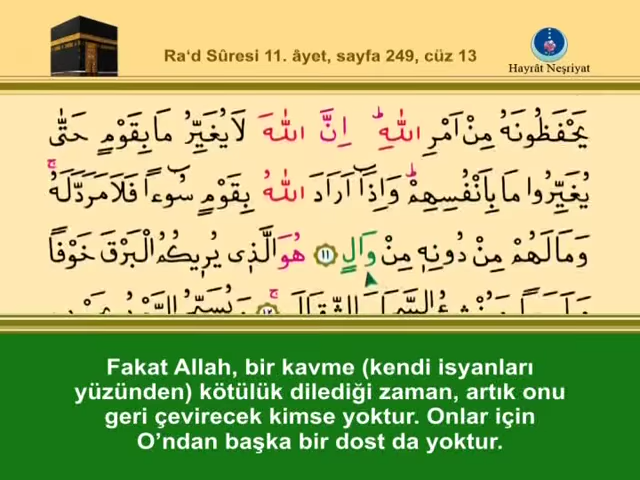 Ra‘d Sûresi 11. âyet, sayfa 249, cüz 13
Hayrât Neşriyat
يَحْفَظُونَهُ مِنْ اَمْرِ اللّٰهِ ۜ اِنَّ اللّٰهَ لَا يُغَيِّرُ مَا بِقَوْمٍ حَتّٰى
يُغَيِّرُوا مَا بِاَنْفُسِهِمْ ۜ وَاِذَٓا اَرَادَ اللّٰهُ بِقَوْمٍ سُٓوءًا فَلَا مَرَدَّ لَهُ ۚ
وَمَا لَهُمْ مِنْ دُونِهٖ مِنْ وَالٍ ﴿١١﴾ هُوَ الَّذٖى يُرٖيكُمُ الْبَرْقَ خَوْفًا
Fakat Allah, bir kavme (kendi isyanları
yüzünden) kötülük dilediği zaman, artık onu
geri çevirecek kimse yoktur. Onlar için
O’ndan başka bir dost da yoktur.